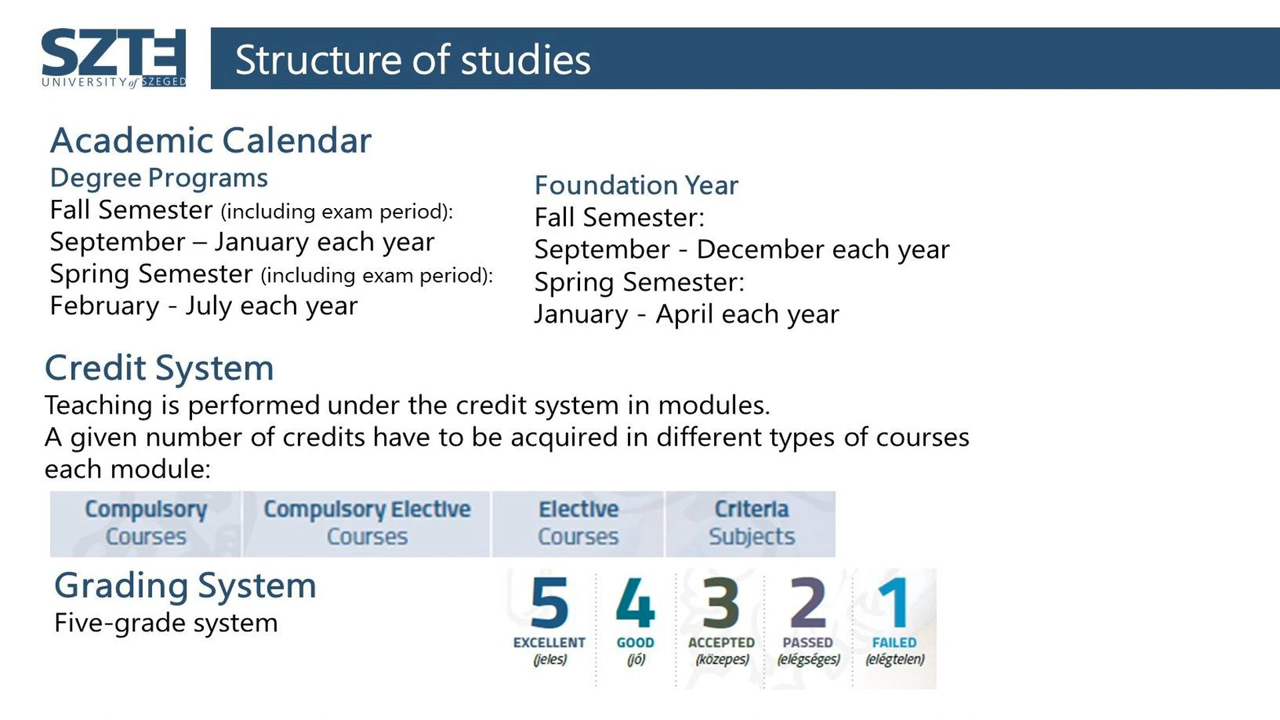 SZTE
UNIVERSITY of SZEGED
Structure of studies
Academic Calendar
Degree Programs
Fall Semester (including exam period):
September – January each year
Spring Semester (including exam period):
February - July each year
Foundation Year
Fall Semester:
September - December each year
Spring Semester:
January - April each year
Credit System
Teaching is performed under the credit system in modules.
A given number of credits have to be acquired in different types of courses
each module:
Compulsory
Courses
Compulsory Elective
Courses
Elective
Courses
Criteria
Subjects
Grading System
Five-grade system
5
EXCELLENT
(jeles)
4
GOOD
(jó)
3
ACCEPTED
(közepes)
2
PASSED
(elégséges)
1
FAILED
(elégtelen)